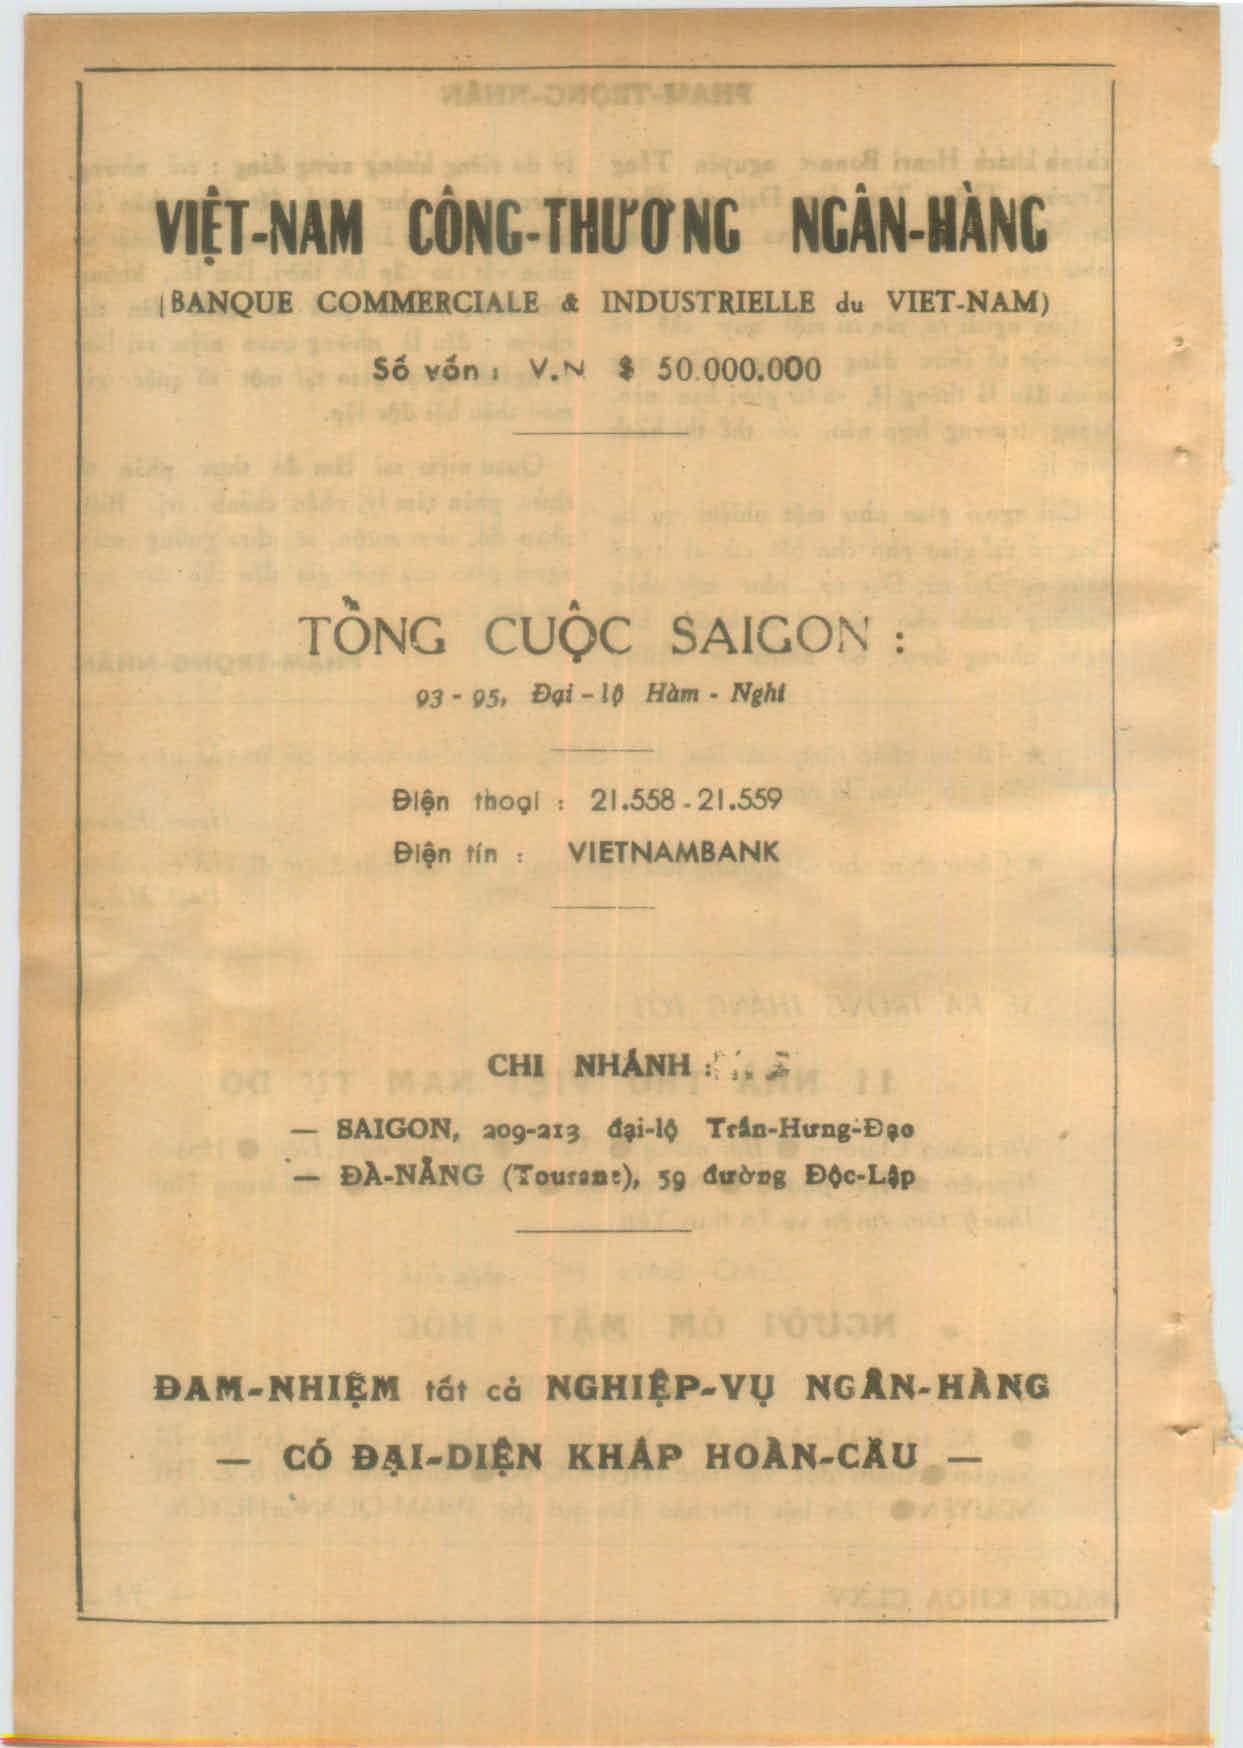 VIỆT-NAM CÔNG-THƯƠNG NGÂN-HÀNG
(BANQUE COMMERCIALE & INDUSTRIELLE du VIET-NAM)
Số vốn : V.N $ 50.000.000
TỔNG CUỘC SAIGON :
93 - 95, Đại - lộ Hàm - Nghi
Điện thoại : 21.558 - 21.559
Điện tín : VIETNAMBANK
CHI NHÁNH :
— SAIGON, 209-213 đại-lộ Trần-Hưng-Đạo
— ĐÀ-NẴNG (Tourane), 59 đường Độc-Lập
ĐAM-NHIỆM tất cả NGHIỆP-VỤ NGÂN-HÀNG
— CÓ ĐẠI-DIỆN KHẮP HOÀN-CẦU —